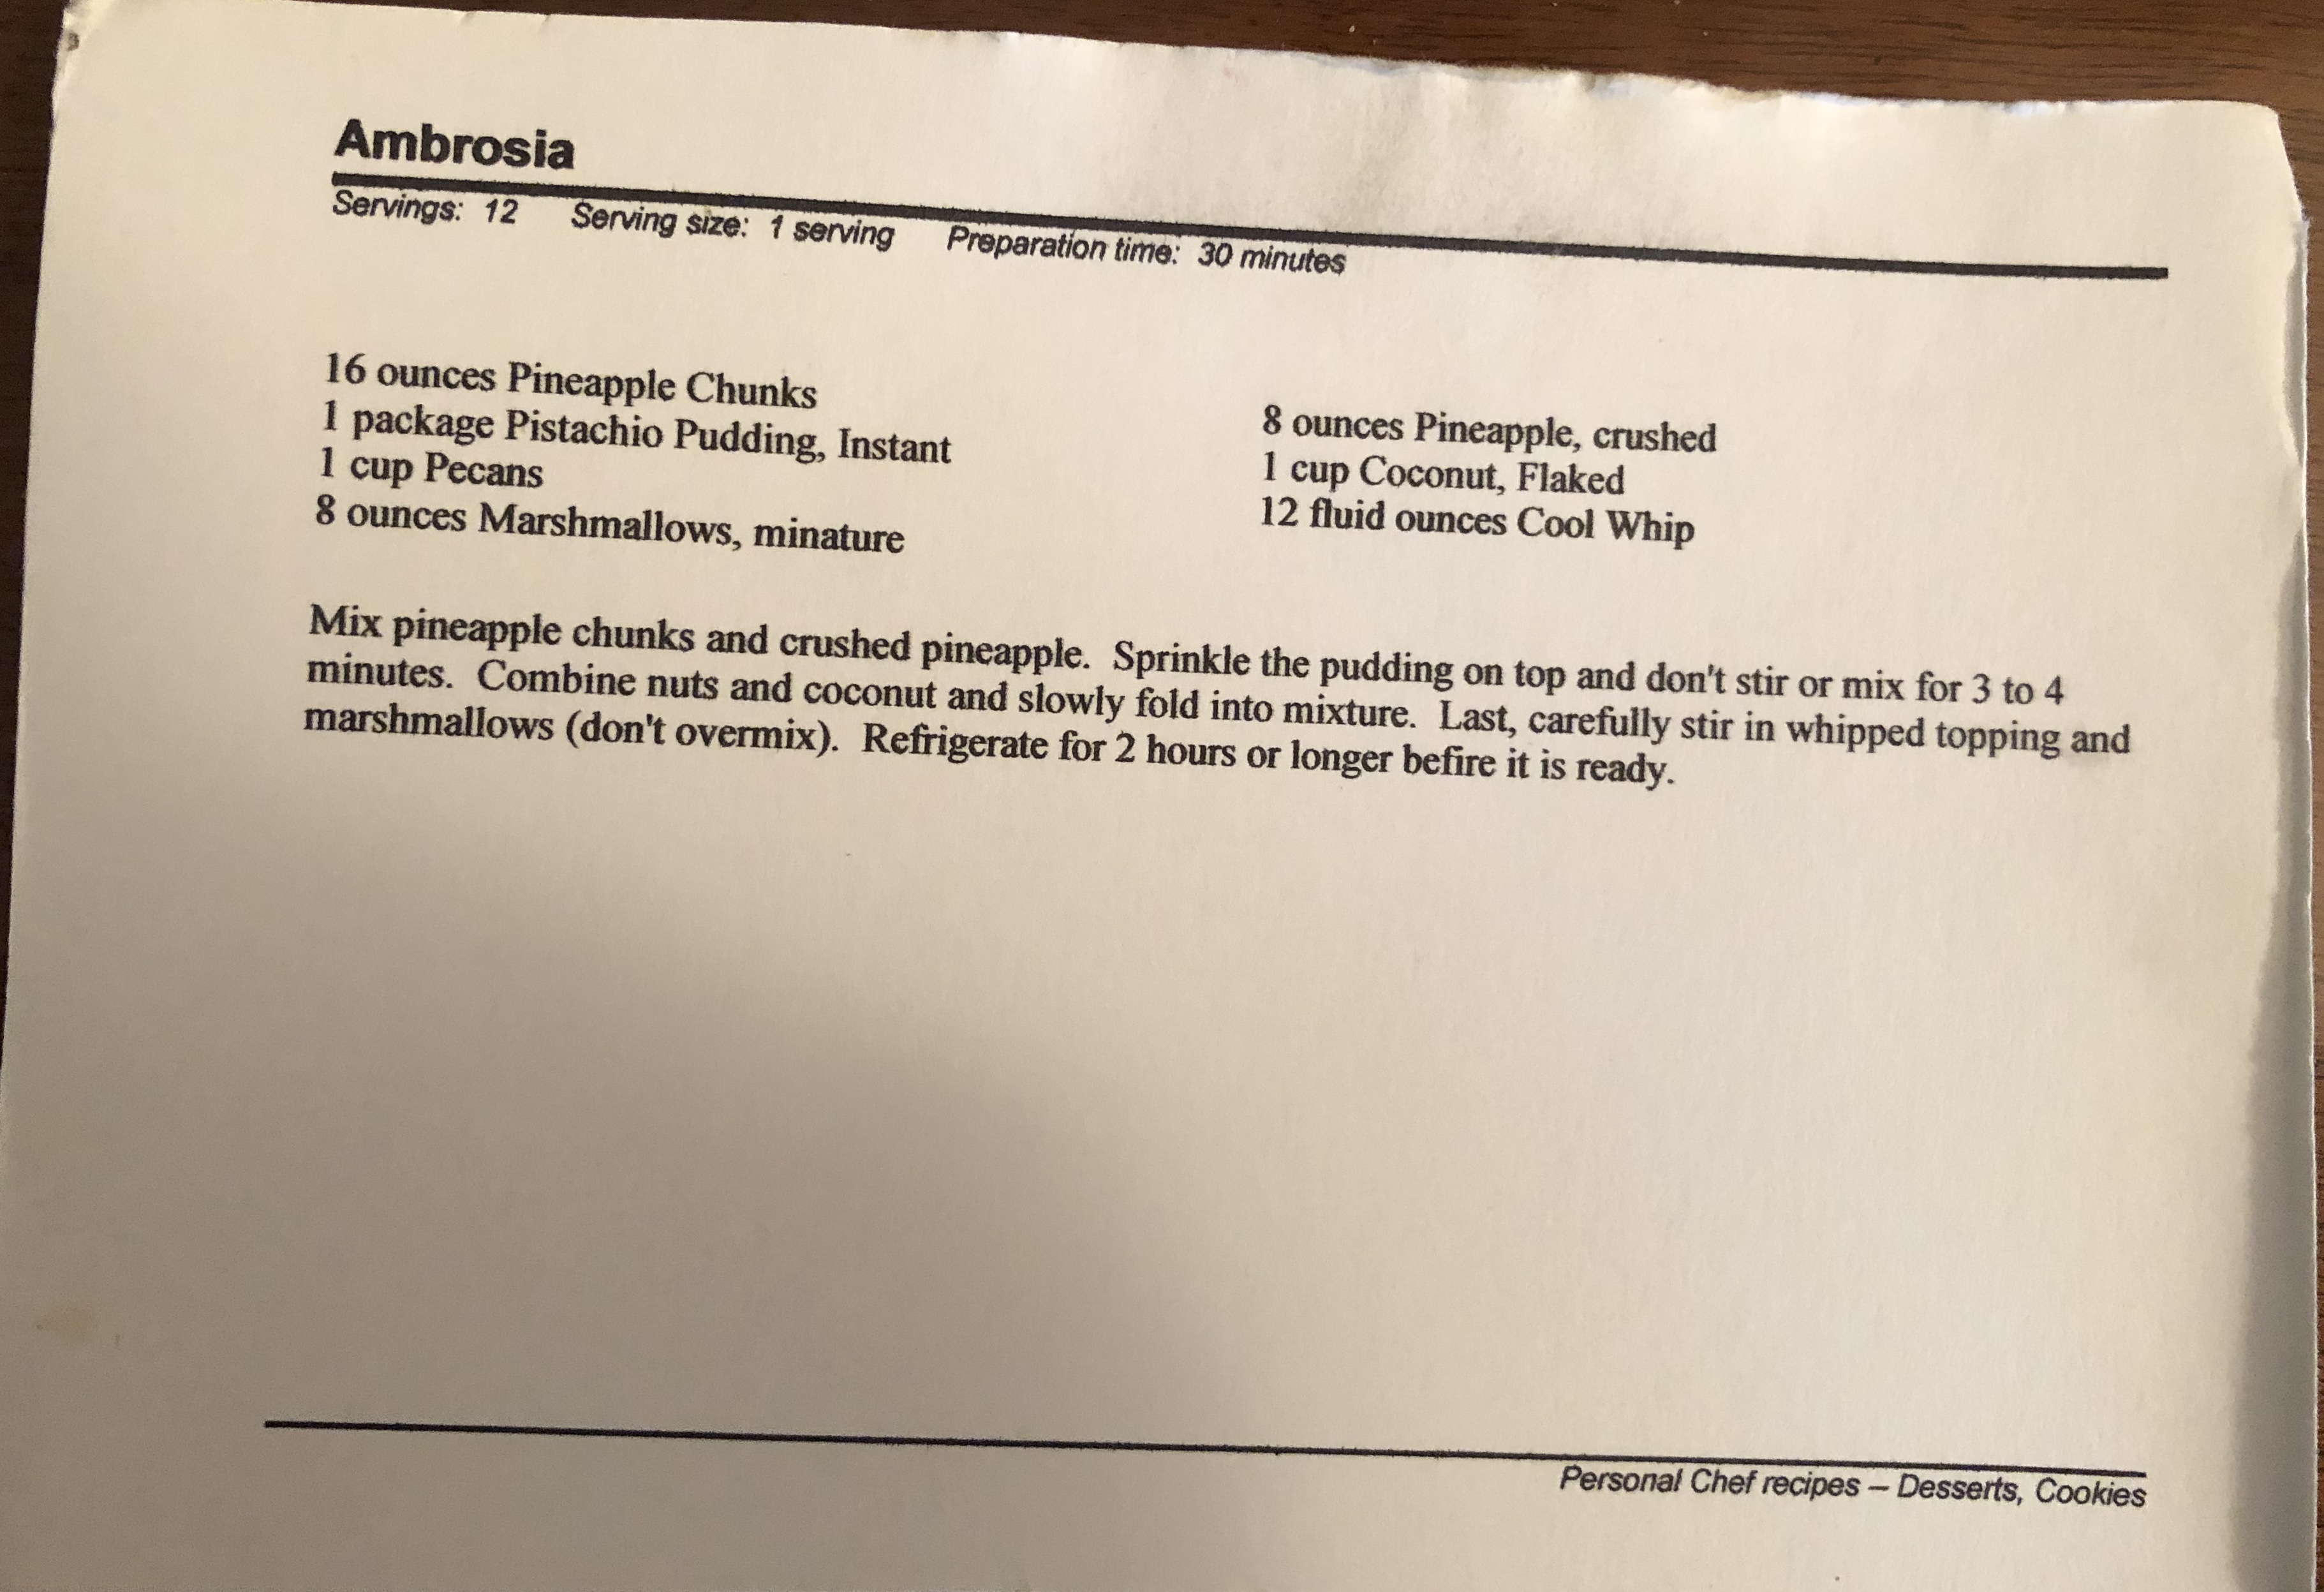 Ambrosia
Servings: 12 Serving size: 1 serving Preparation time: 30 minutes
16 ounces Pineapple Chunks
1 package Pistachio Pudding, Instant
1 cup Pecans
8 ounces Marshmallows, minature
8 ounces Pineapple, crushed
1 cup Coconut, Flaked
12 fluid ounces Cool Whip
Mix pineapple chunks and crushed pineapple. Sprinkle the pudding on top and don't stir or mix for 3 to 4
minutes. Combine nuts and coconut and slowly fold into mixture. Last, carefully stir in whipped topping and
marshmallows (don't overmix). Refrigerate for 2 hours or longer befire it is ready.
Personal Chef recipes – Desserts, Cookies